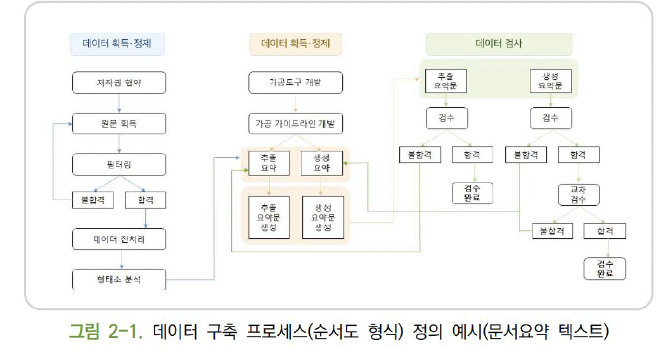 데이터 획득·정제
저작권 협약
원문 획득
필터링
불합격
합격
데이터 전처리
형태소 분석
데이터 획득·정제
가공도구 개발
가공 가이드라인 개발
추출
요약
생성
요약
추출
요약문
생성
생성
요약문
생성
데이터 검사
추출
요약문
생성
요약문
검수
검수
불합격
합격
불합격
합격
검수
완료
교차
검수
불합격
합격
검수
완료
그림 2-1. 데이터 구축 프로세스(순서도 형식) 정의 예시(문서요약 텍스트)